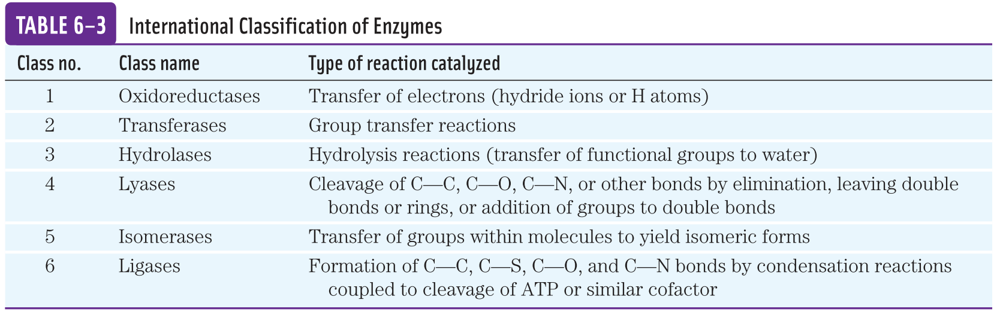 TABLE 6–3 International Classification of Enzymes
Class no. Class name Type of reaction catalyzed
1 Oxidoreductases Transfer of electrons (hydride ions or H atoms)
2 Transferases Group transfer reactions
3 Hydrolases Hydrolysis reactions (transfer of functional groups to water)
4 Lyases Cleavage of C—C, C—O, C—N, or other bonds by elimination, leaving double
bonds or rings, or addition of groups to double bonds
5 Isomerases Transfer of groups within molecules to yield isomeric forms
6 Ligases Formation of C—C, C—S, C—O, and C—N bonds by condensation reactions
coupled to cleavage of ATP or similar cofactor